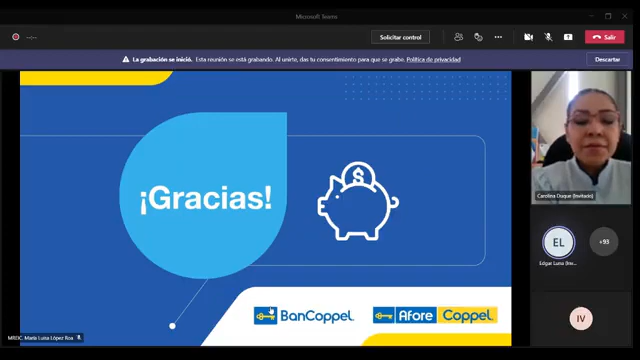 Microsoft Teams
--:--
Solicitar control
Salir
La grabación se inició. Esta reunión se está grabando. Al unirte, das tu consentimiento para que se grabe. Política de privacidad
Descartar
¡Gracias!
$
BanCoppel
Afore Coppel
Carolina Duque (Invitado)
EL
Edgar Luna (Inv...
+93
IV
MBEIC. María Luisa López Roa